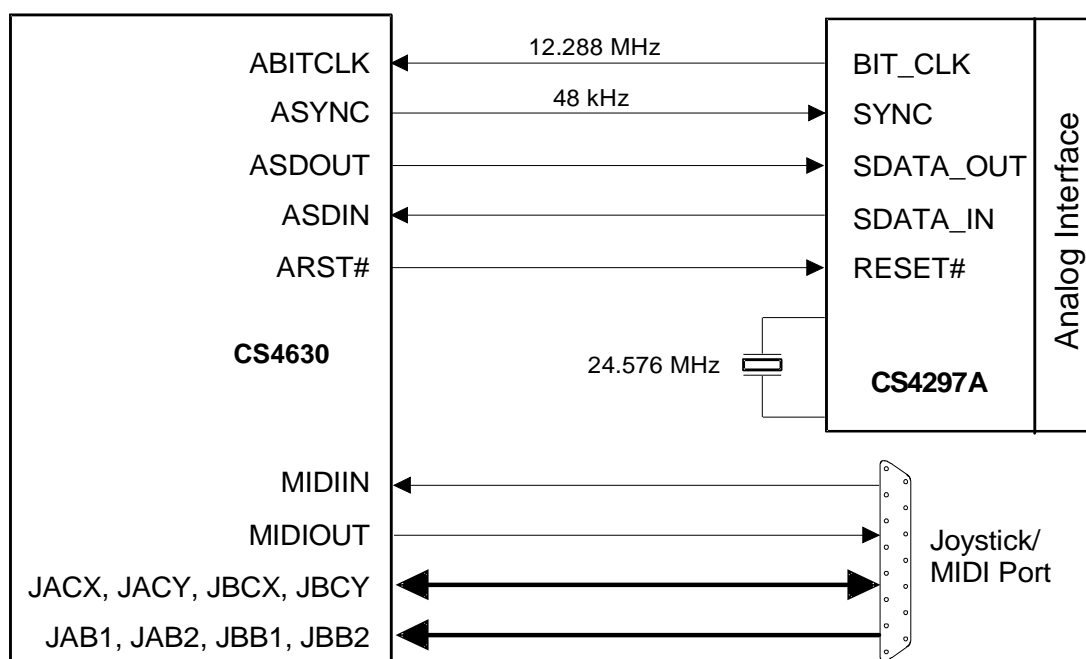 12.288 MHz
ABITCLK
BIT_CLK
48 kHz
ASYNC
SYNC
ASDOUT
SDATA_OUT
ASDIN
SDATA_IN
ARST#
RESET#
Analog Interface
CS4630
24.576 MHz
CS4297A
MIDIIN
MIDIOUT
Joystick/
MIDI Port
JACX, JACY, JBCX, JBCY
JAB1, JAB2, JBB1, JBB2